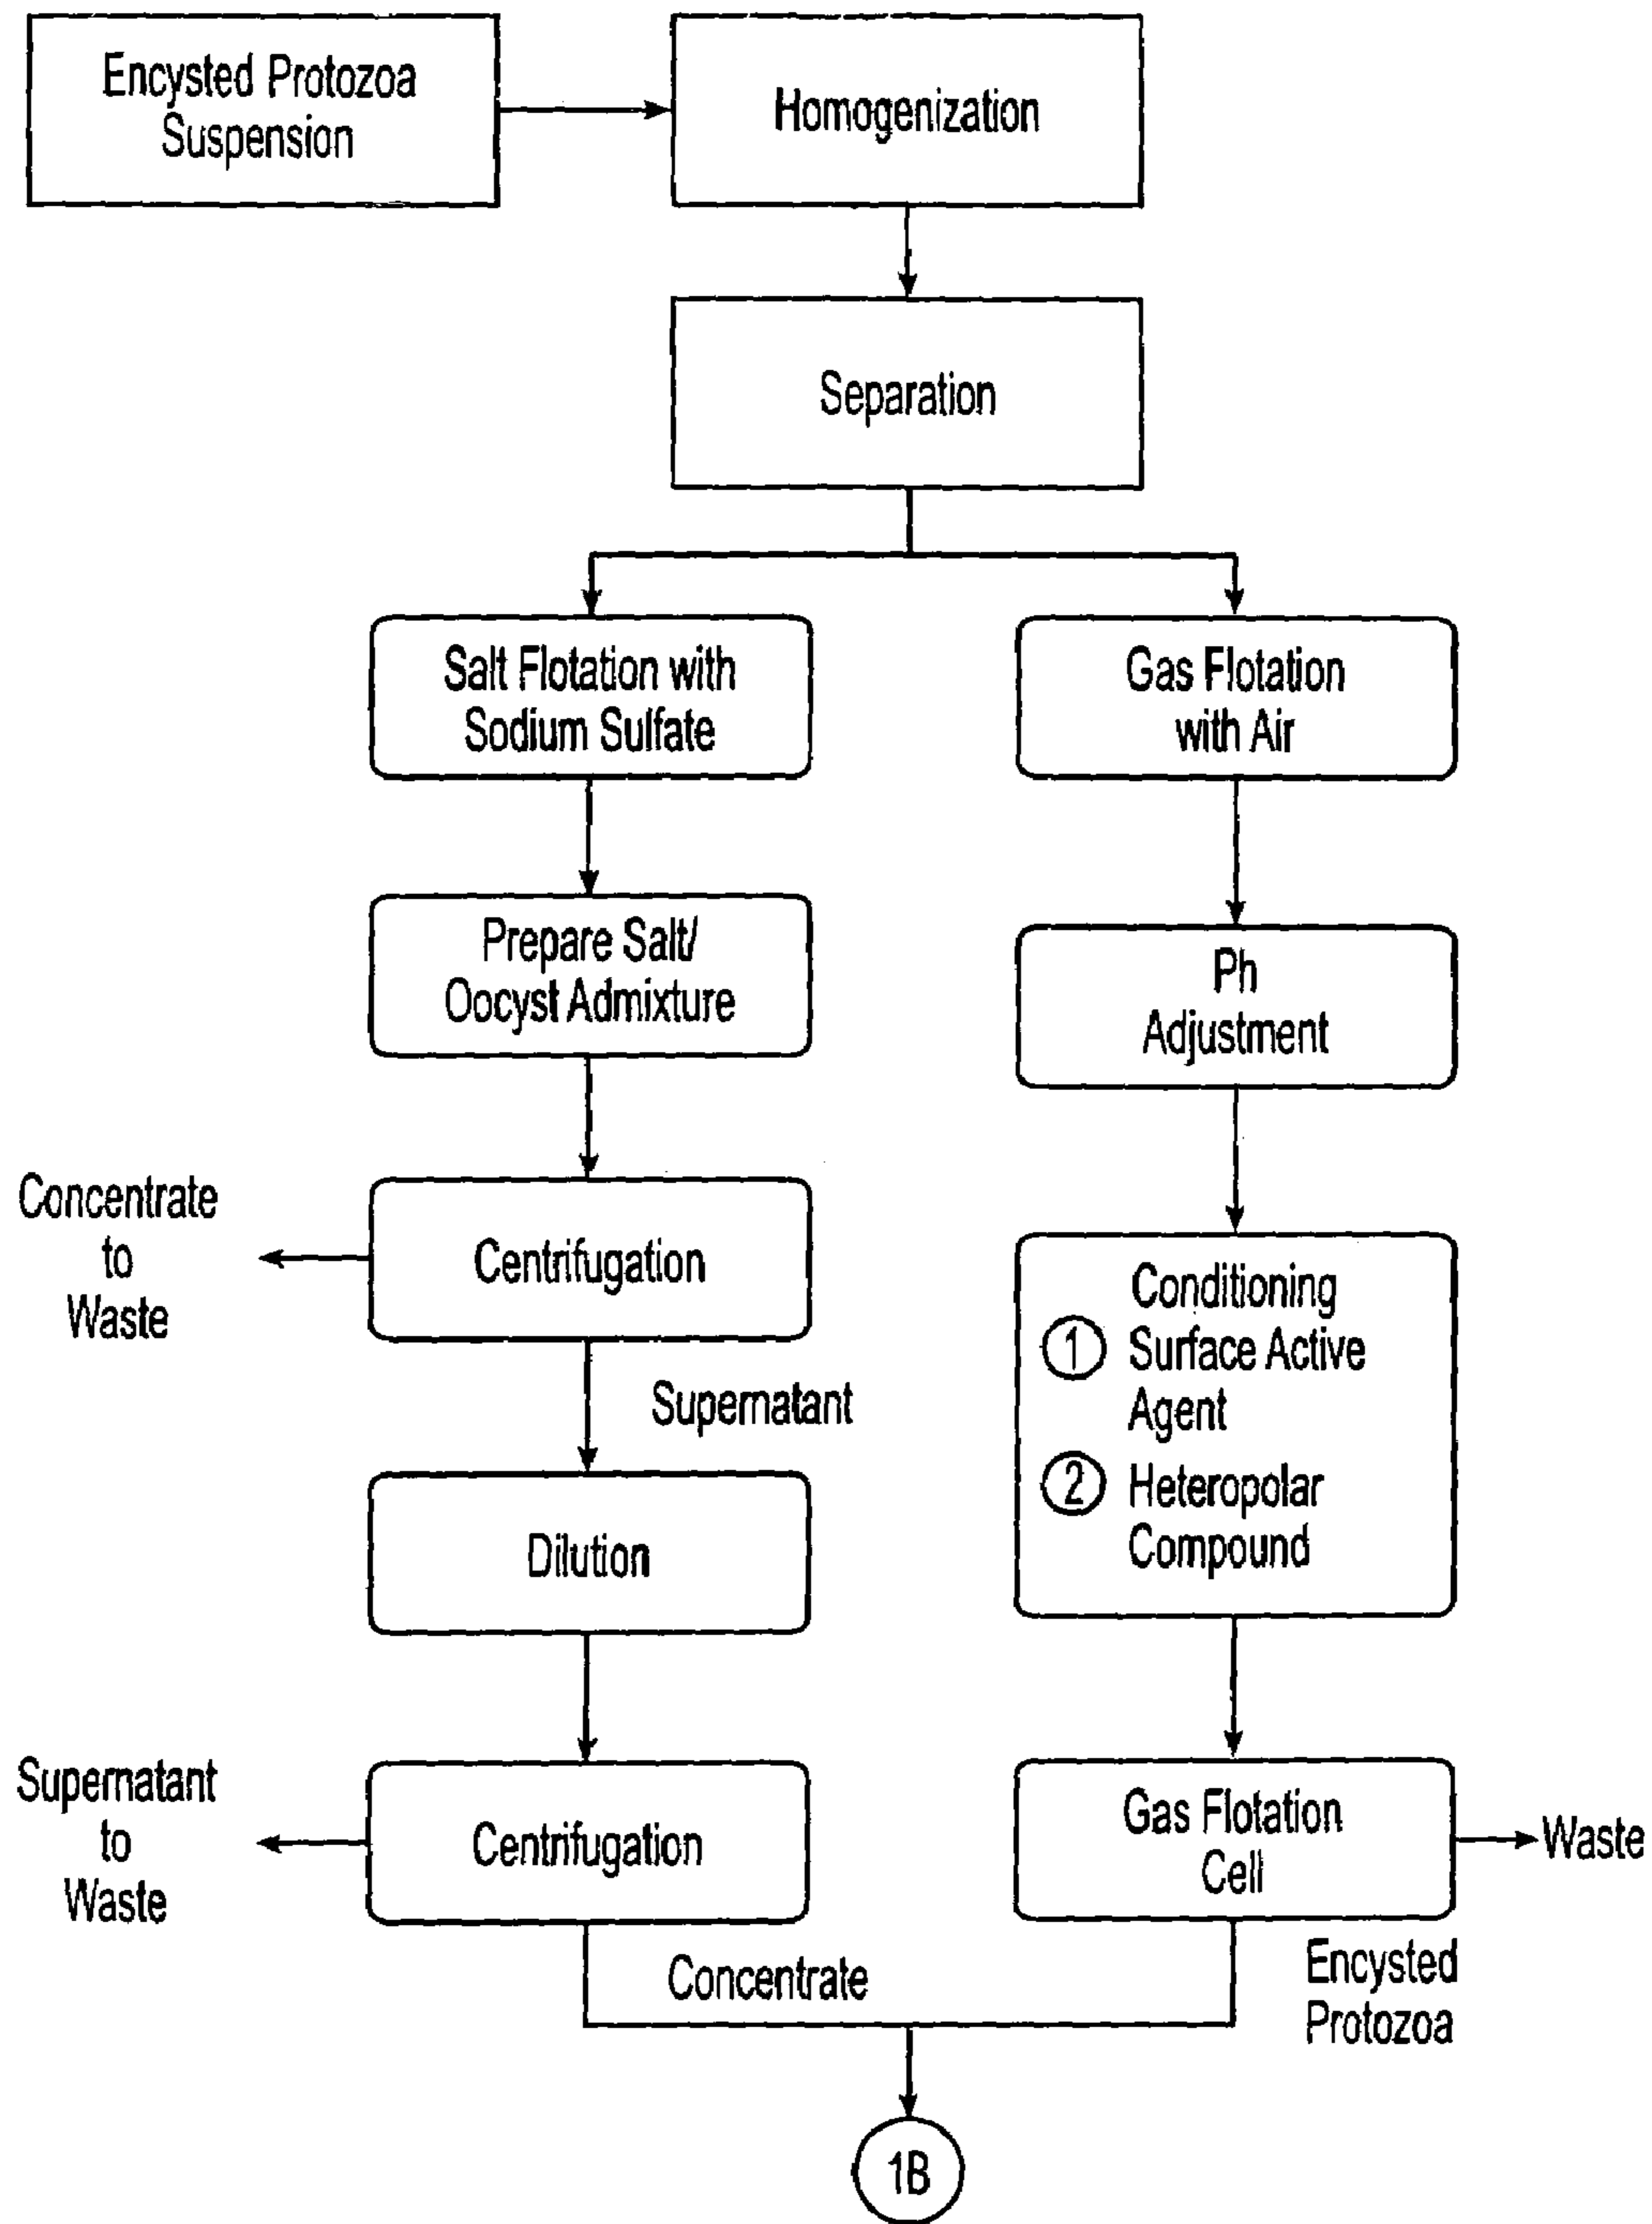 Encysted Protozoa
Suspension
Homogenization
Separation
Salt Flotation with
Sodium Sulfate
Gas Flotation
with Air
Prepare Salt/
Oocyst Admixture
Ph
Adjustment
Concentrate
to
Waste
Centrifugation
Conditioning
1 Surface Active
Agent
2 Heteropolar
Compound
Supernatant
Dilution
Supernatant
to
Waste
Centrifugation
Gas Flotation
Cell
Waste
Concentrate
Encysted
Protozoa
1B